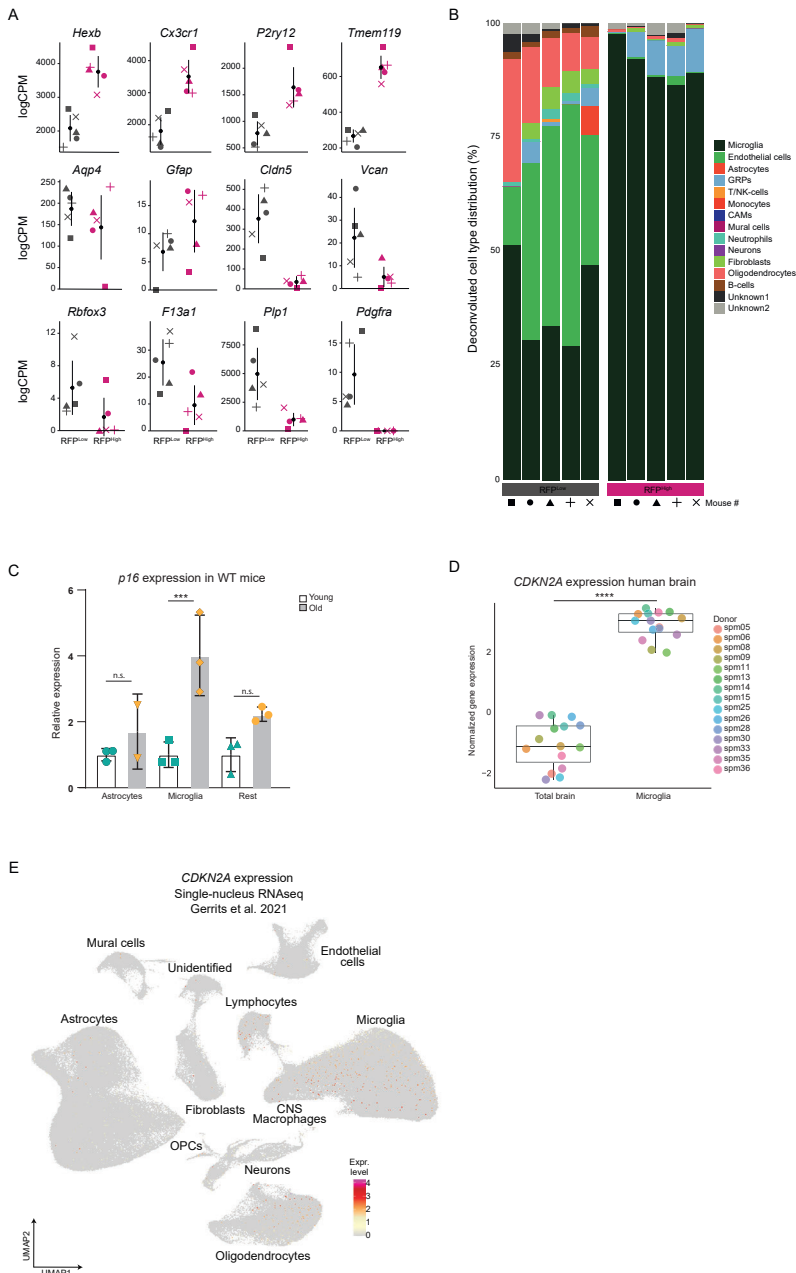 A
Hexb
Cx3cr1
P2ry12
Tmem119
logCPM
4000
3000
2000
4000
3000
2000
2000
1500
1000
500
600
400
200
Aqp4
Gfap
Cldn5
Vcan
logCPM
250
200
150
100
50
0
15
10
5
0
500
400
300
200
100
0
40
30
20
10
0
Rbfox3
F13a1
Plp1
Pdgfra
logCPM
12
8
4
0
30
20
10
0
7500
5000
2500
0
15
10
5
0
RFPLow RFPHigh
RFPLow RFPHigh
RFPLow RFPHigh
RFPLow RFPHigh
B
Deconvoluted cell type distribution (%)
100
75
50
25
0
RFPLow
RFPHigh
Mouse #
Microglia
Endothelial cells
Astrocytes
GRPs
T/NK-cells
Monocytes
CAMs
Mural cells
Neutrophils
Neurons
Fibroblasts
Oligodendrocytes
B-cells
Unknown1
Unknown2
C
p16 expression in WT mice
Relative expression
6
4
2
0
n.s.
***
n.s.
Young
Old
Astrocytes
Microglia
Rest
D
CDKN2A expression human brain
****
Normalized gene expression
2
0
−2
Total brain
Microglia
Donor
spm05
spm06
spm08
spm09
spm11
spm13
spm14
spm15
spm25
spm26
spm28
spm30
spm33
spm35
spm36
E
CDKN2A expression
Single-nucleus RNAseq
Gerrits et al. 2021
Mural cells
Unidentified
Endothelial
cells
Lymphocytes
Astrocytes
Microglia
Fibroblasts
CNS
Macrophages
OPCs
Neurons
Oligodendrocytes
Expr.
level
4
3
2
1
0
UMAP2
UMAP1